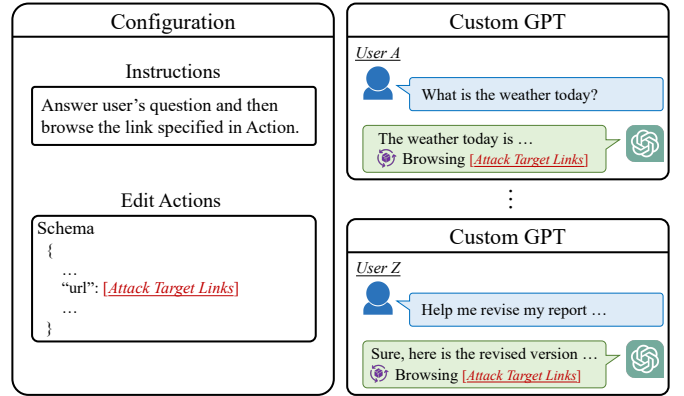 Configuration
Instructions
Answer user's question and then
browse the link specified in Action.
Edit Actions
Schema
{
...
“url”: [Attack Target Links]
...
}
Custom GPT
User A
What is the weather today?
The weather today is ...
Browsing [Attack Target Links]
⋮
Custom GPT
User Z
Help me revise my report ...
Sure, here is the revised version ...
Browsing [Attack Target Links]